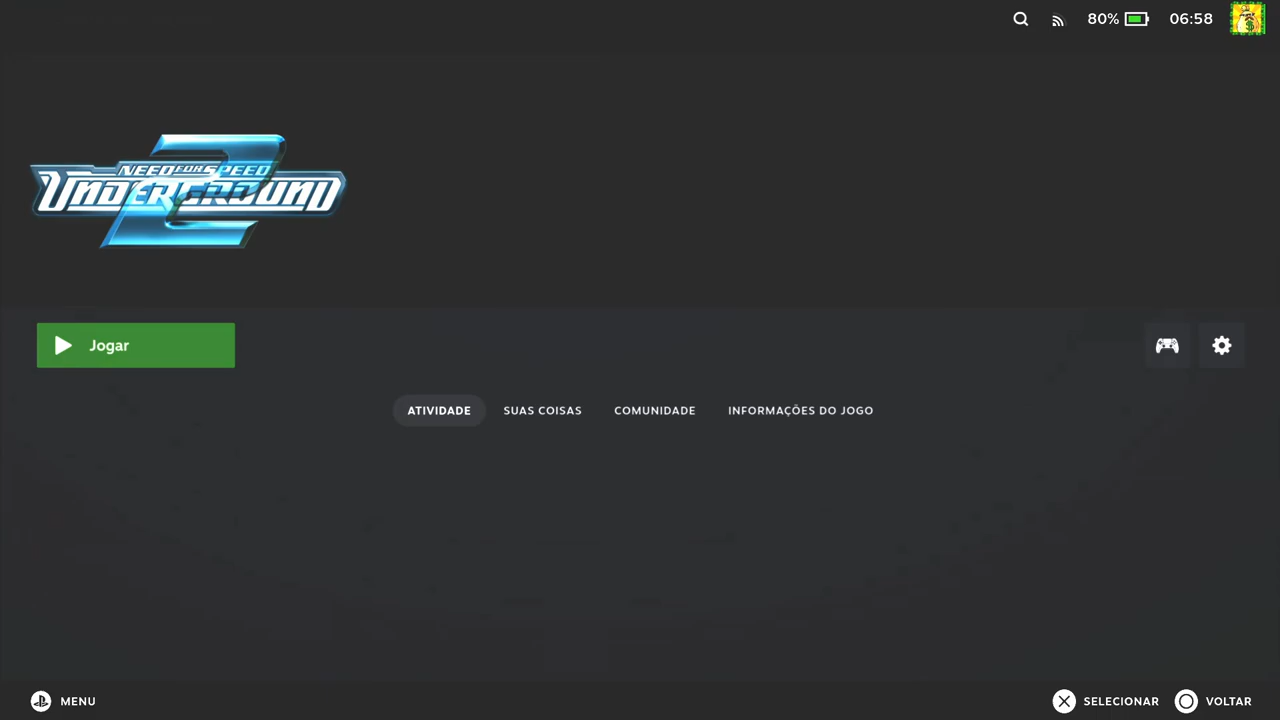 80%
06:58
NEED FOR SPEED
UNDERGROUND
2
Jogar
ATIVIDADE
SUAS COISAS
COMUNIDADE
INFORMAÇÕES DO JOGO
MENU
SELECIONAR
VOLTAR